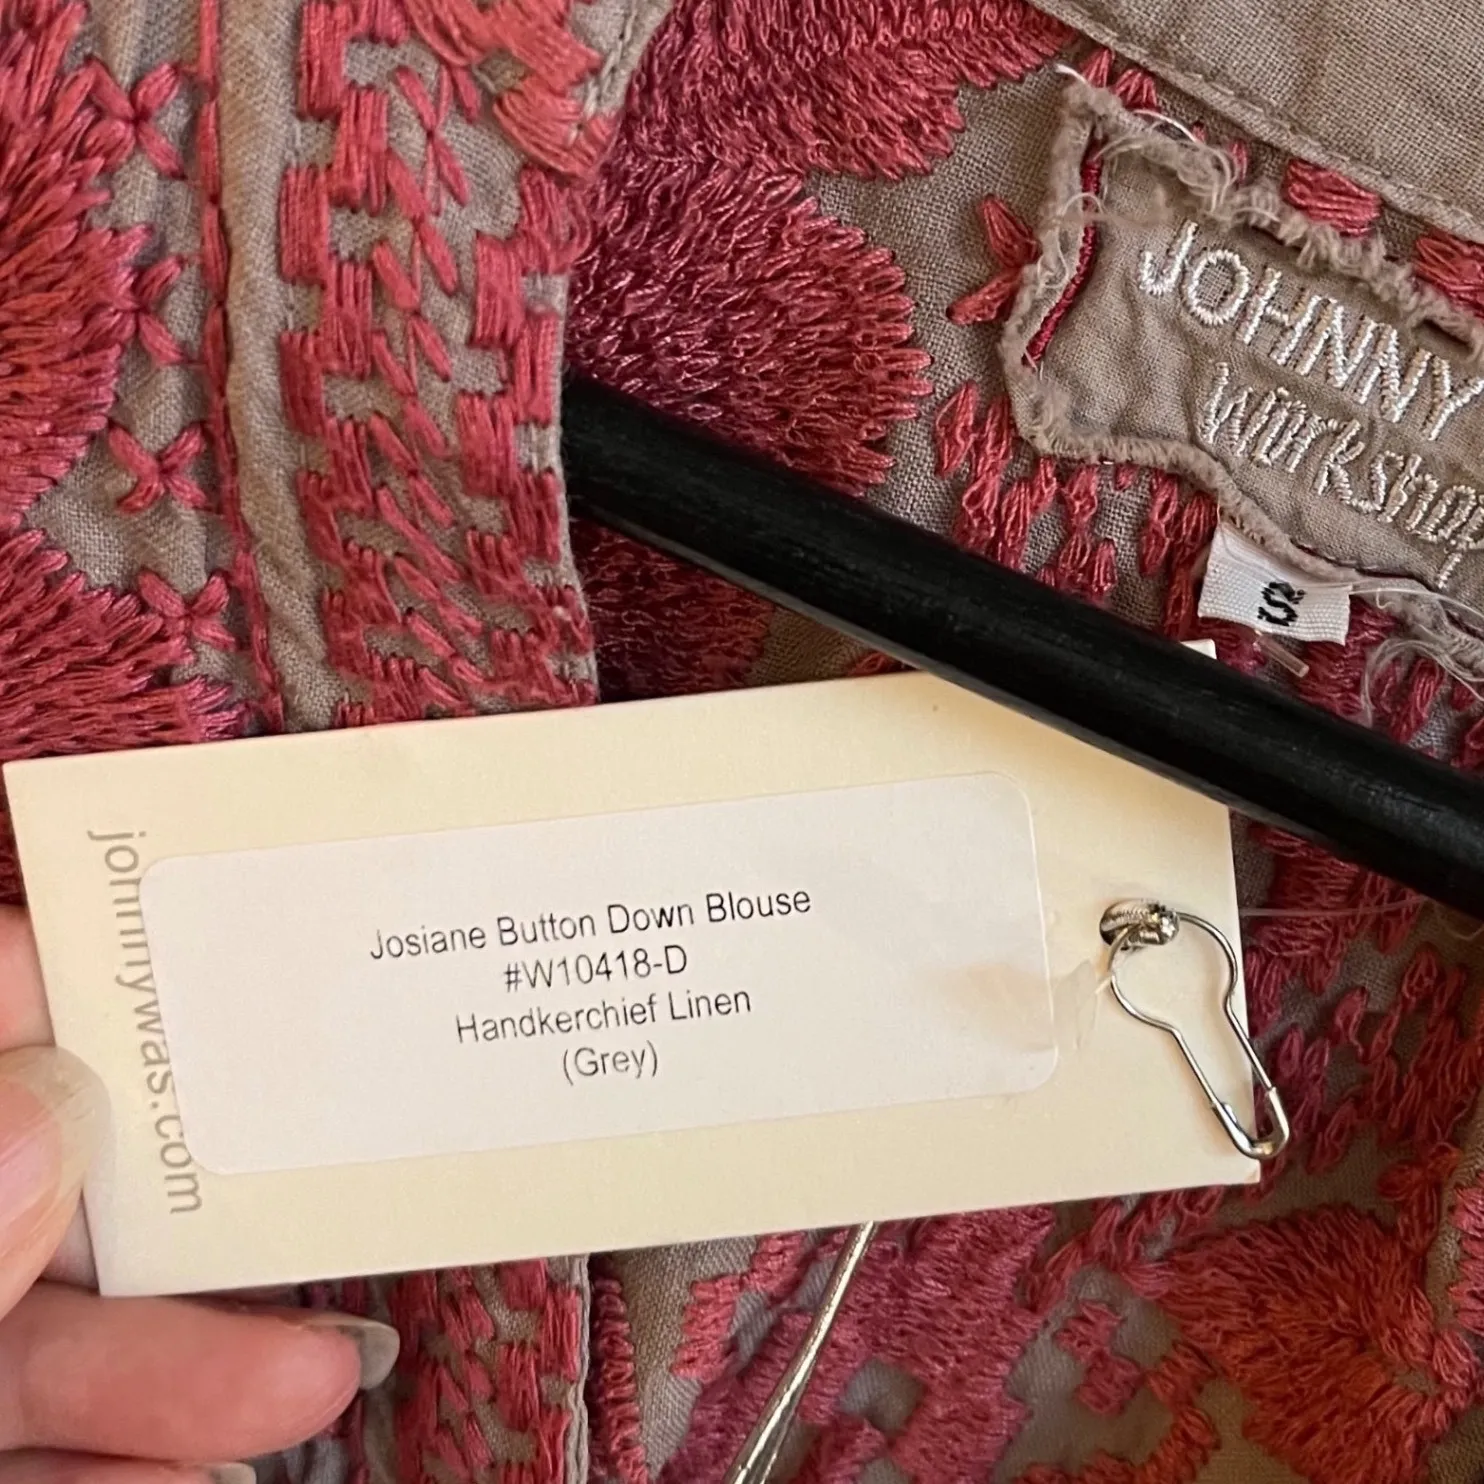 JOHNNY
Workshop
S
Josiane Button Down Blouse
#W10418-D
Handkerchief Linen
(Grey)
johnnywas.com